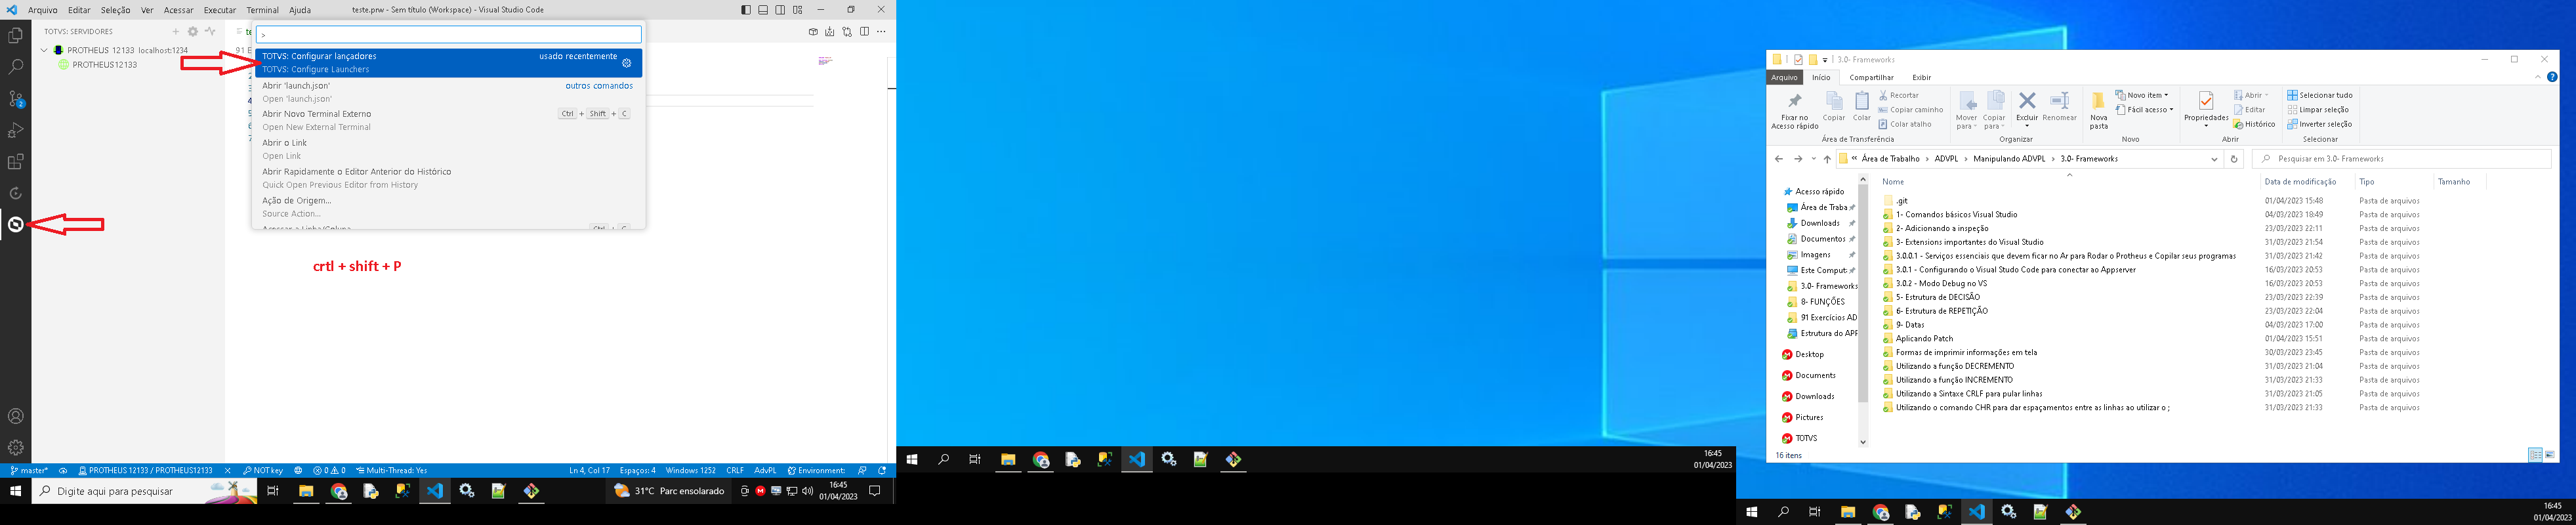 Arquivo Editar Seleção Ver Acessar Executar Terminal Ajuda
teste.prw - Sem título (Workspace) - Visual Studio Code
TOTVS: SERVIDORES
PROTHEUS 12133 localhost:1234
PROTHEUS12133
>
TOTVS: Configurar lançadores usado recentemente
TOTVS: Configure Launchers
Abrir 'launch.json' outros comandos
Open 'launch.json'
Abrir Novo Terminal Externo Ctrl + Shift + C
Open New External Terminal
Abrir o Link
Open Link
Abrir Rapidamente o Editor Anterior do Histórico
Quick Open Previous Editor from History
Ação de Origem...
Source Action...
crtl + shift + P
master* PROTHEUS 12133 / PROTHEUS12133 NOT key 0 0 Multi-Thread: Yes Ln 4, Col 17 Espaços: 4 Windows 1252 CRLF AdvPL Environment:
Digite aqui para pesquisar
31°C Parc ensolarado
16:45
01/04/2023
16:45
01/04/2023
3.0- Frameworks
Arquivo Início Compartilhar Exibir
Fixar no Acesso rápido
Copiar
Colar
Recortar
Copiar caminho
Colar atalho
Área de Transferência
Mover para
Copiar para
Excluir
Renomear
Organizar
Nova pasta
Novo item
Fácil acesso
Novo
Propriedades
Abrir
Editar
Histórico
Abrir
Selecionar tudo
Limpar seleção
Inverter seleção
Selecionar
« Área de Trabalho > ADVPL > Manipulando ADVPL > 3.0- Frameworks
Pesquisar em 3.0- Frameworks
Acesso rápido
Área de Traba
Downloads
Documentos
Imagens
Este Comput
3.0- Frameworks
8- FUNÇÕES
91 Exercícios AD
Estrutura do APF
Desktop
Documents
Downloads
Pictures
TOTVS
Nome Data de modificação Tipo Tamanho
.git 01/04/2023 15:48 Pasta de arquivos
1- Comandos básicos Visual Studio 04/03/2023 18:49 Pasta de arquivos
2- Adicionando a inspeção 23/03/2023 22:11 Pasta de arquivos
3- Extensions importantes do Visual Studio 31/03/2023 21:54 Pasta de arquivos
3.0.0.1 - Serviços essenciais que devem ficar no Ar para Rodar o Protheus e Copilar seus programas 31/03/2023 21:42 Pasta de arquivos
3.0.1 - Configurando o Visual Studo Code para conectar ao Appserver 16/03/2023 20:53 Pasta de arquivos
3.0.2 - Modo Debug no VS 16/03/2023 20:53 Pasta de arquivos
5- Estrutura de DECISÃO 23/03/2023 22:39 Pasta de arquivos
6- Estrutura de REPETIÇÃO 23/03/2023 22:04 Pasta de arquivos
9- Datas 04/03/2023 17:00 Pasta de arquivos
Aplicando Patch 01/04/2023 15:51 Pasta de arquivos
Formas de imprimir informações em tela 30/03/2023 23:45 Pasta de arquivos
Utilizando a função DECREMENTO 31/03/2023 21:04 Pasta de arquivos
Utilizando a função INCREMENTO 31/03/2023 21:33 Pasta de arquivos
Utilizando a Sintaxe CRLF para pular linhas 31/03/2023 21:05 Pasta de arquivos
Utilizando o comando CHR para dar espaçamentos entre as linhas ao utilizar o ; 31/03/2023 21:33 Pasta de arquivos
16 itens
16:45
01/04/2023